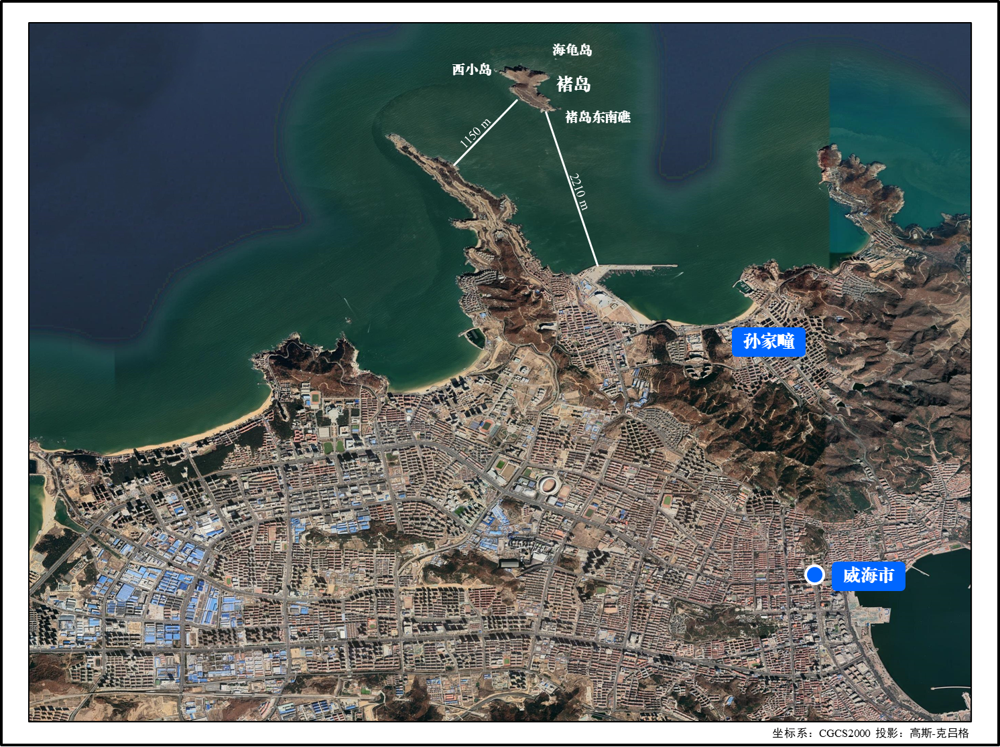 海龟岛
西小岛
褚岛
褚岛东南礁
1150 m
2210 m
孙家疃
威海市
坐标系：CGCS2000 投影：高斯-克吕格